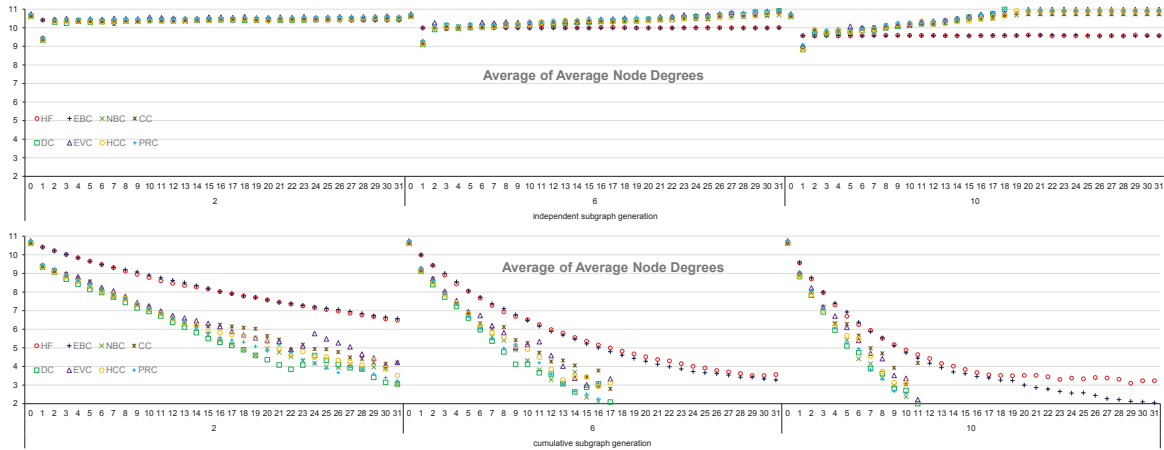 11
10
9
8
7
6
5
4
3
2
Average of Average Node Degrees
HF EBC NBC CC
DC EVC HCC PRC
0 1 2 3 4 5 6 7 8 9 10 11 12 13 14 15 16 17 18 19 20 21 22 23 24 25 26 27 28 29 30 31 0 1 2 3 4 5 6 7 8 9 10 11 12 13 14 15 16 17 18 19 20 21 22 23 24 25 26 27 28 29 30 31 0 1 2 3 4 5 6 7 8 9 10 11 12 13 14 15 16 17 18 19 20 21 22 23 24 25 26 27 28 29 30 31
2 6 10
independent subgraph generation
11
10
9
8
7
6
5
4
3
2
Average of Average Node Degrees
HF EBC NBC CC
DC EVC HCC PRC
0 1 2 3 4 5 6 7 8 9 10 11 12 13 14 15 16 17 18 19 20 21 22 23 24 25 26 27 28 29 30 31 0 1 2 3 4 5 6 7 8 9 10 11 12 13 14 15 16 17 18 19 20 21 22 23 24 25 26 27 28 29 30 31 0 1 2 3 4 5 6 7 8 9 10 11 12 13 14 15 16 17 18 19 20 21 22 23 24 25 26 27 28 29 30 31
2 6 10
cumulative subgraph generation